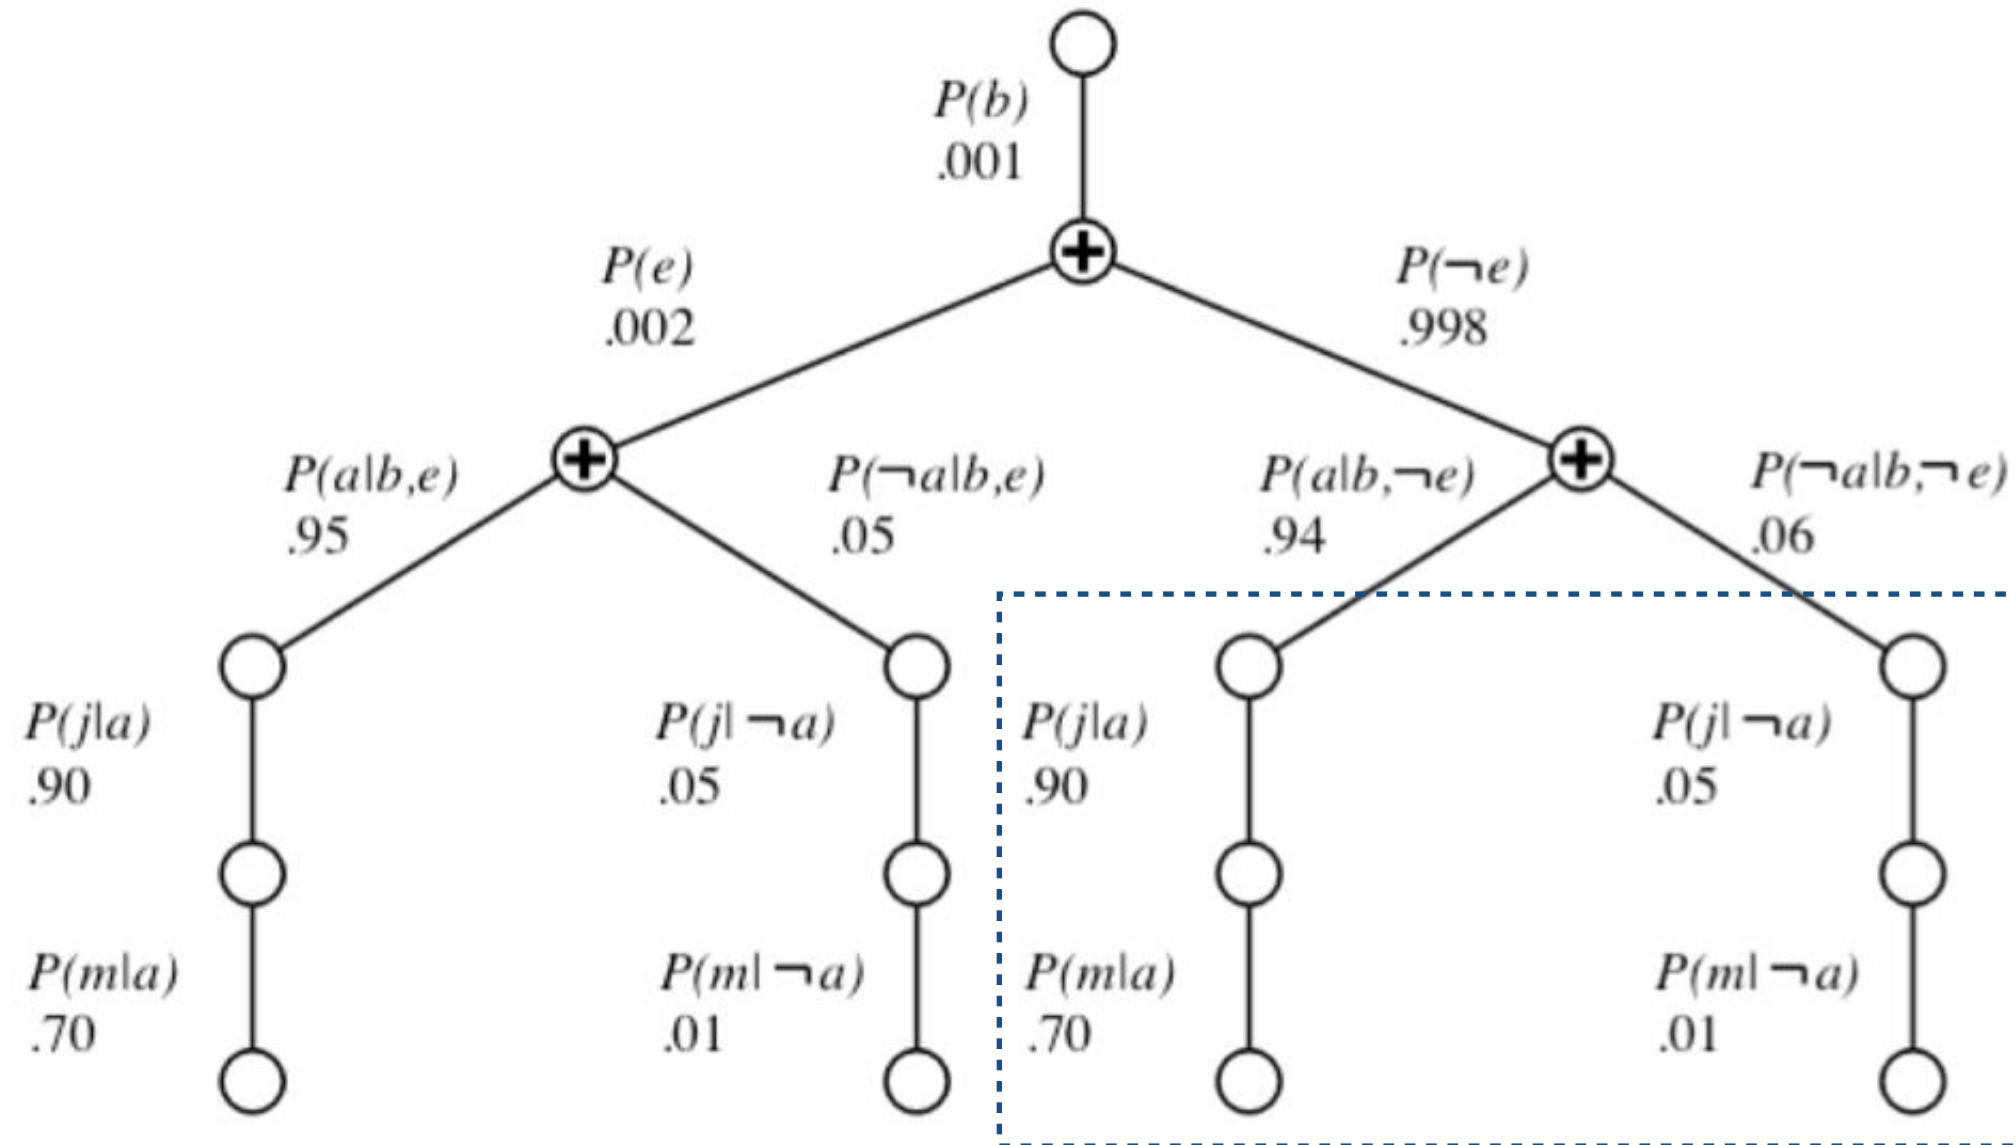 P(b)
.001
P(e)
.002
P(¬e)
.998
P(a|b,e)
.95
P(¬a|b,e)
.05
P(a|b,¬e)
.94
P(¬a|b,¬e)
.06
P(j|a)
.90
P(j|¬a)
.05
P(j|a)
.90
P(j|¬a)
.05
P(m|a)
.70
P(m|¬a)
.01
P(m|a)
.70
P(m|¬a)
.01